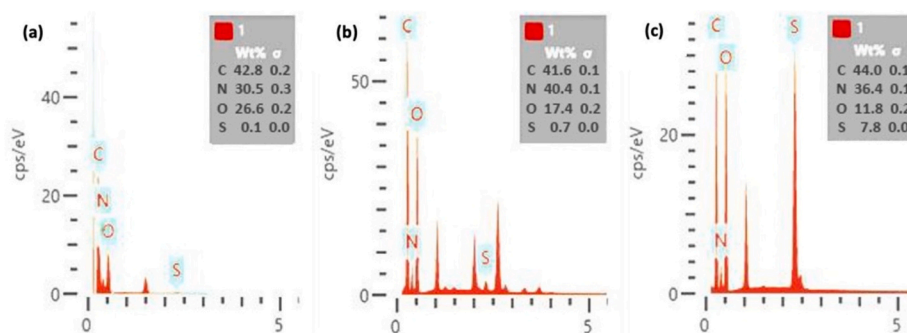 (a)
1
Wt% σ
C 42.8 0.2
N 30.5 0.3
O 26.6 0.2
S 0.1 0.0
cps/eV
40
20
0
C
N
O
S
0
5
(b)
1
Wt% σ
C 41.6 0.1
N 40.4 0.1
O 17.4 0.2
S 0.7 0.0
cps/eV
50
0
C
O
N
S
0
5
(c)
1
Wt% σ
C 44.0 0.1
N 36.4 0.1
O 11.8 0.2
S 7.8 0.0
cps/eV
20
0
C
O
S
N
0
5